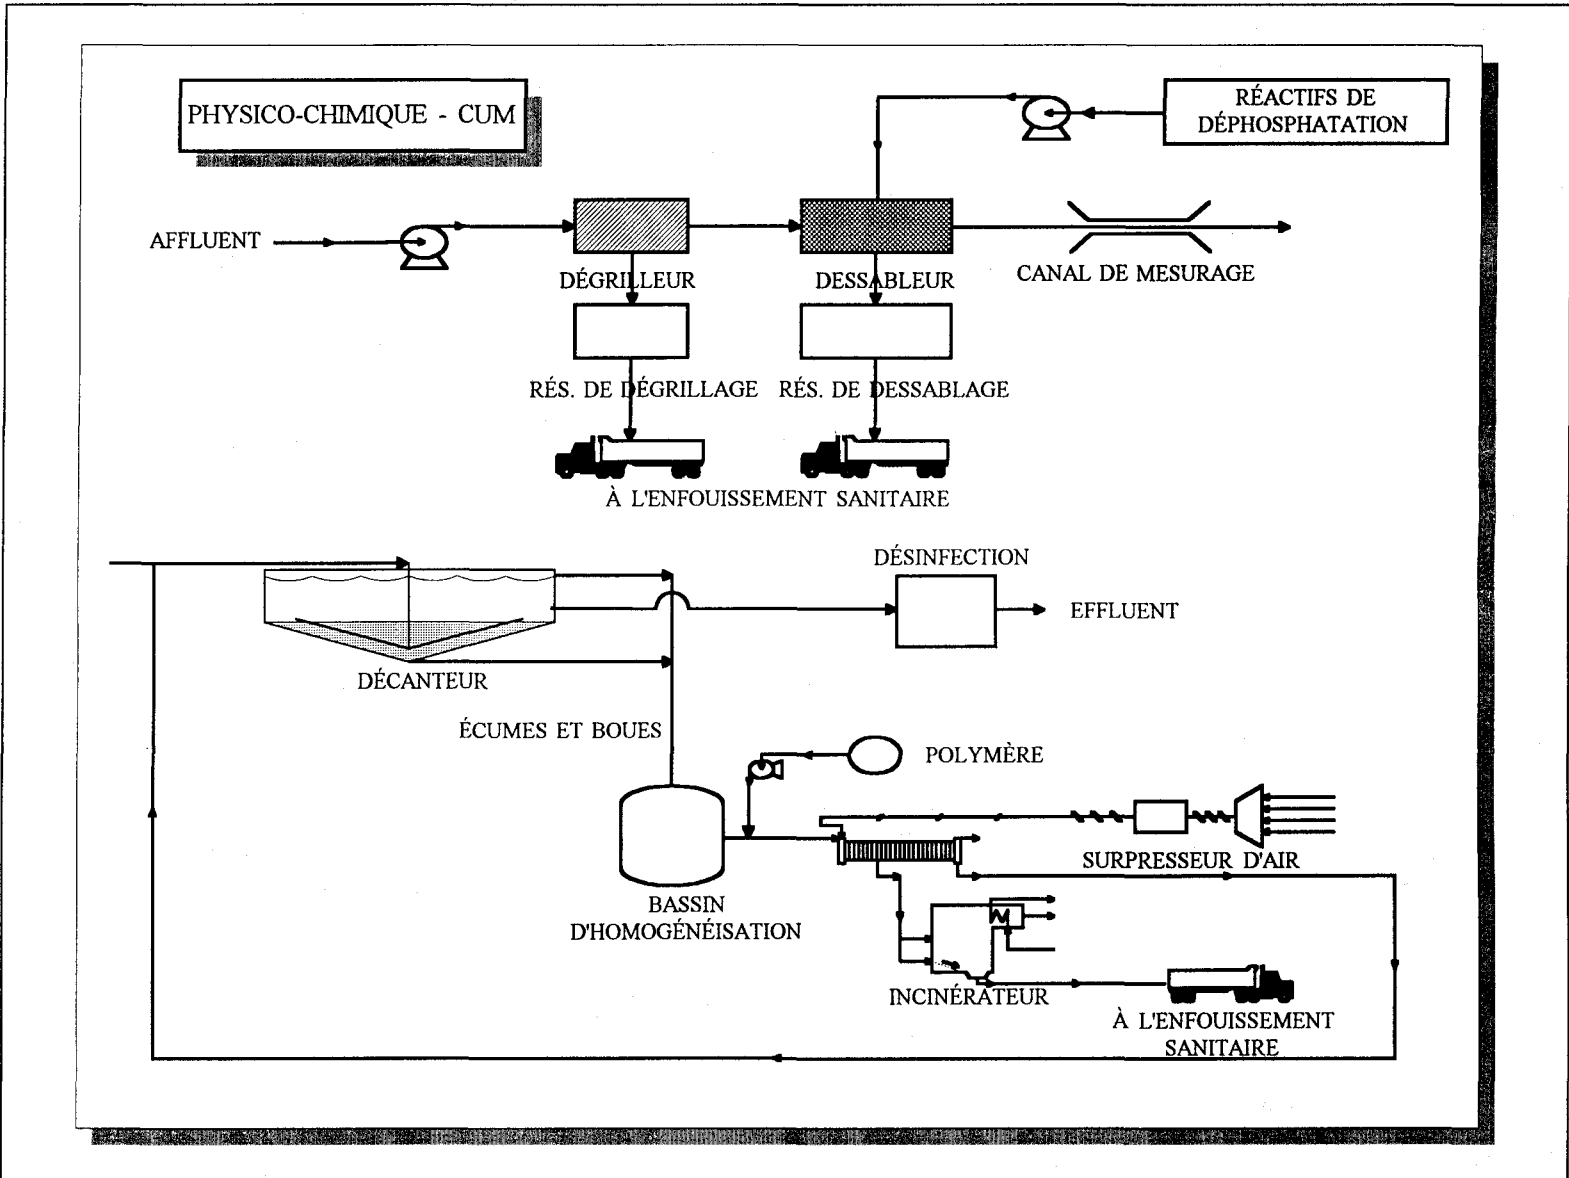 PHYSICO-CHIMIQUE - CUM
RÉACTIFS DE
DÉPHOSPHATATION
AFFLUENT
DÉGRILLEUR
DESSABLEUR
CANAL DE MESURAGE
RÉS. DE DÉGRILLAGE
RÉS. DE DESSABLAGE
À L'ENFOUISSEMENT SANITAIRE
DÉSINFECTION
EFFLUENT
DÉCANTEUR
ÉCUMES ET BOUES
POLYMÈRE
SURPRESSEUR D'AIR
BASSIN
D'HOMOGÉNÉISATION
INCINÉRATEUR
À L'ENFOUISSEMENT
SANITAIRE